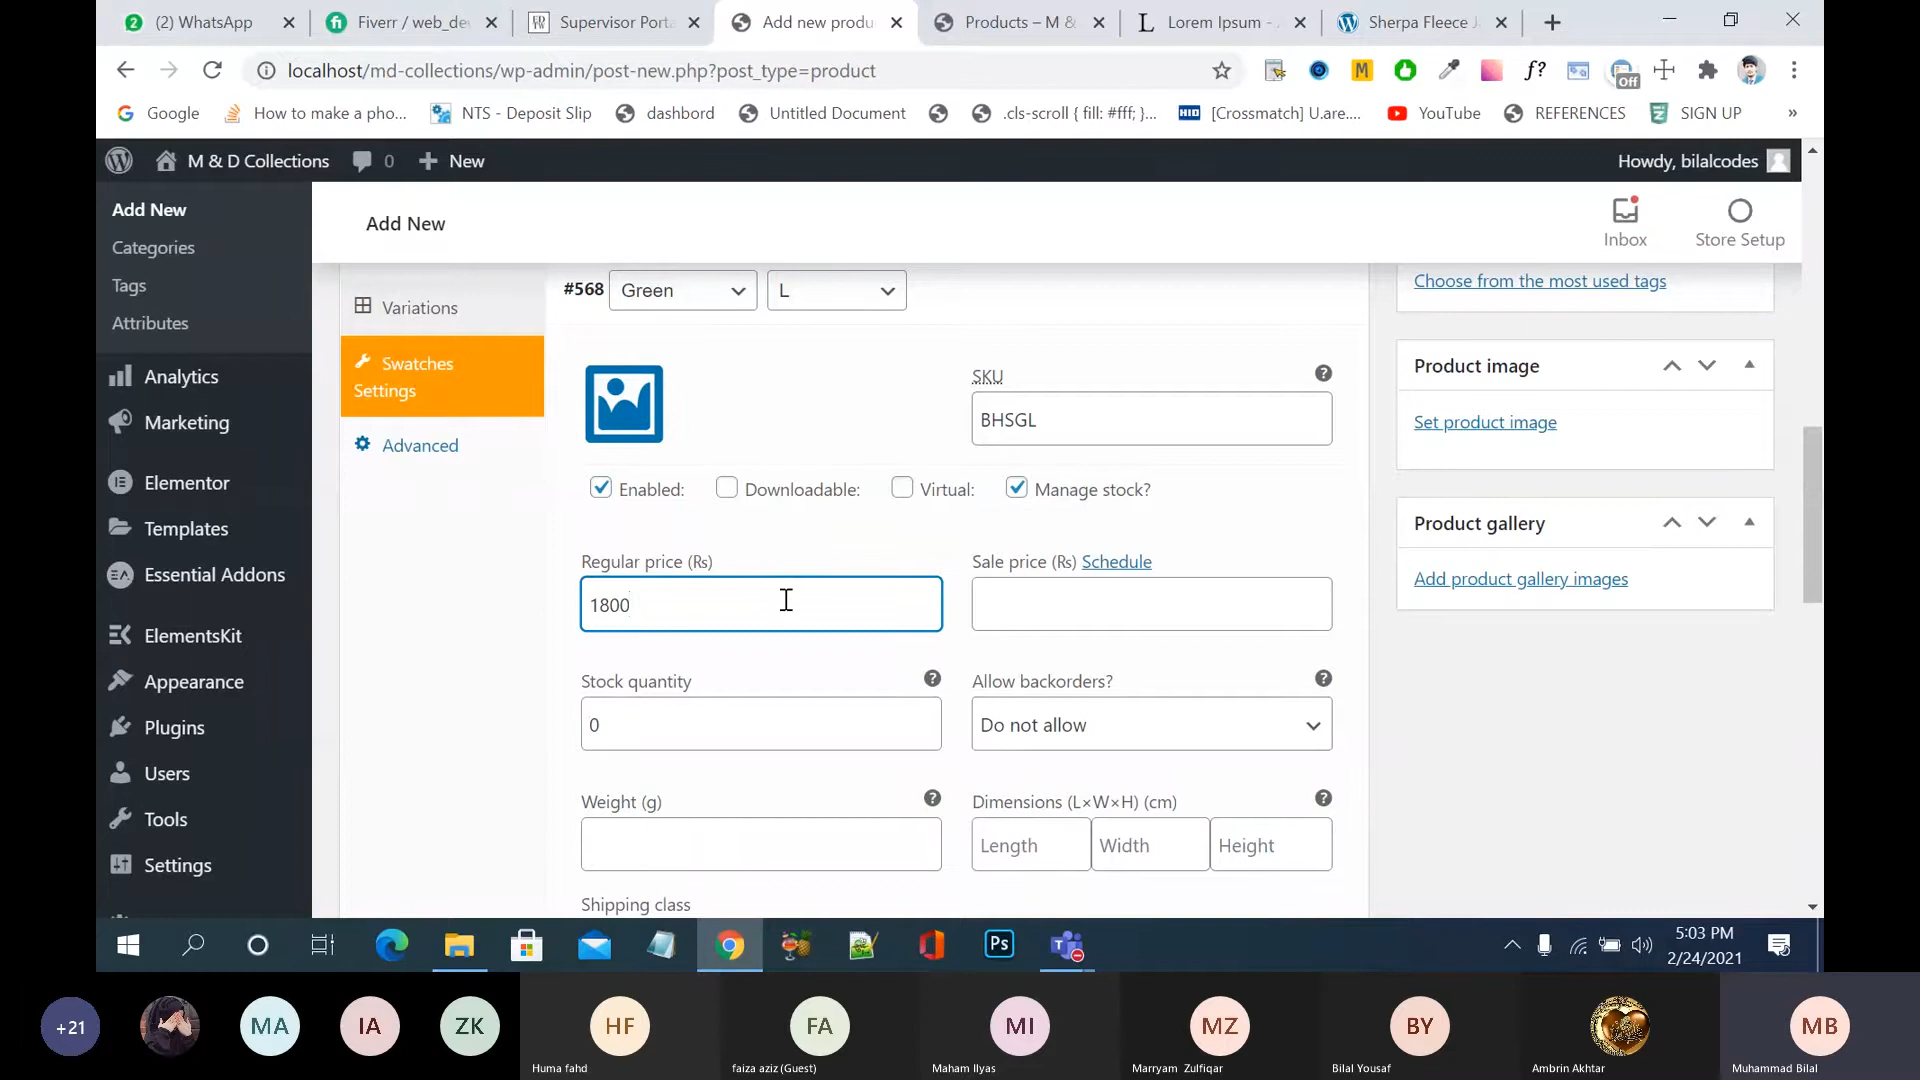 (2) WhatsApp
Fiverr / web_de
Supervisor Porta
Add new produ
Products – M &
Lorem Ipsum -
Sherpa Fleece J
localhost/md-collections/wp-admin/post-new.php?post_type=product
Off
Google
How to make a pho...
NTS - Deposit Slip
dashbord
Untitled Document
.cls-scroll { fill: #fff; }...
HID
[Crossmatch] U.are....
YouTube
REFERENCES
SIGN UP
»
M & D Collections
0
New
Howdy, bilalcodes
Add New
Categories
Tags
Attributes
Analytics
Marketing
Elementor
Templates
Essential Addons
ElementsKit
Appearance
Plugins
Users
Tools
Settings
Add New
Inbox
Store Setup
Variations
Swatches
Settings
Advanced
#568 Green L
SKU
BHSGL
Enabled: Downloadable: Virtual: Manage stock?
Regular price (₨)
1800
Sale price (₨) Schedule
Stock quantity
0
Allow backorders?
Do not allow
Weight (g)
Dimensions (L×W×H) (cm)
Length Width Height
Shipping class
Choose from the most used tags
Product image
Set product image
Product gallery
Add product gallery images
Ps
5:03 PM
2/24/2021
+21
MA
IA
ZK
HF
FA
MI
MZ
BY
MB
Huma fahd
faiza aziz (Guest)
Maham Ilyas
Marryam Zulfiqar
Bilal Yousaf
Ambrin Akhtar
Muhammad Bilal